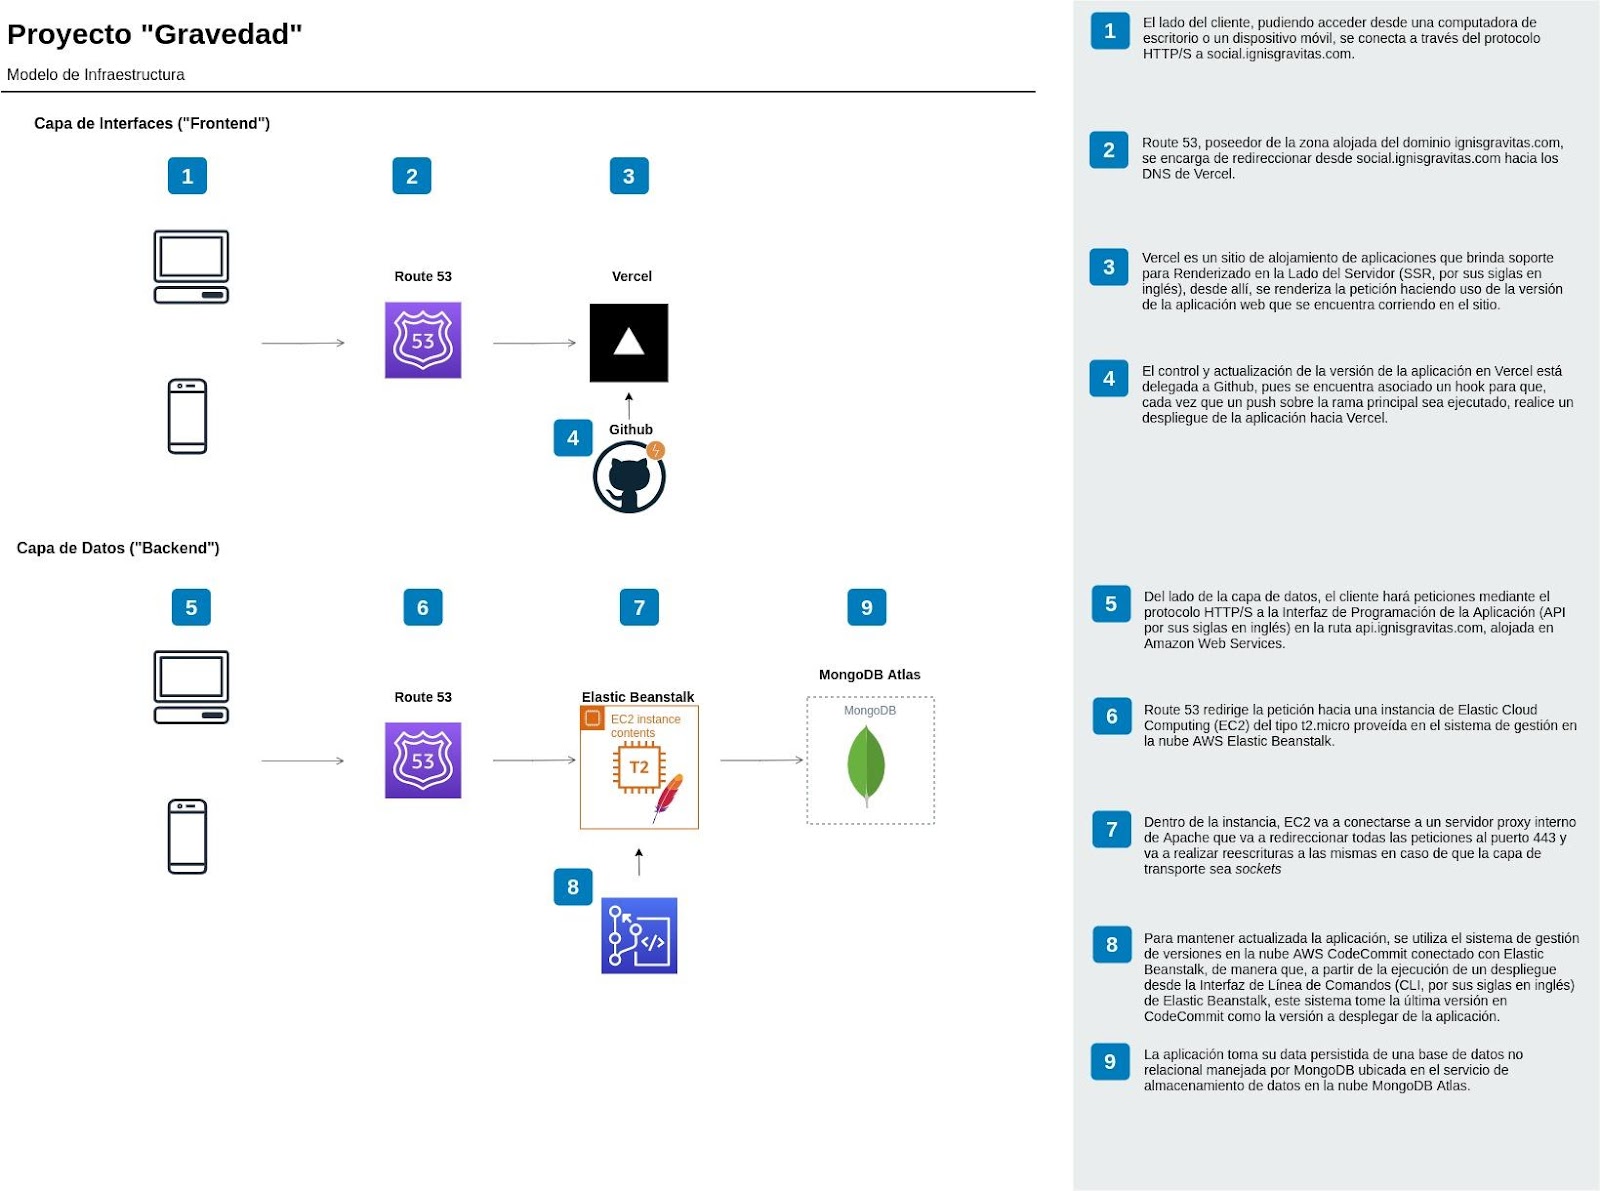 Proyecto "Gravedad"
Modelo de Infraestructura
Capa de Interfaces ("Frontend")
1
2
3
Route 53
Vercel
53
4
Github
Capa de Datos ("Backend")
5
6
7
9
MongoDB Atlas
Route 53
Elastic Beanstalk
MongoDB
EC2 instance
contents
53
T2
8
</>
1
El lado del cliente, pudiendo acceder desde una computadora de
escritorio o un dispositivo móvil, se conecta a través del protocolo
HTTP/S a social.ignisgravitas.com.
2
Route 53, poseedor de la zona alojada del dominio ignisgravitas.com,
se encarga de redireccionar desde social.ignisgravitas.com hacia los
DNS de Vercel.
3
Vercel es un sitio de alojamiento de aplicaciones que brinda soporte
para Renderizado en la Lado del Servidor (SSR, por sus siglas en
inglés), desde allí, se renderiza la petición haciendo uso de la versión
de la aplicación web que se encuentra corriendo en el sitio.
4
El control y actualización de la versión de la aplicación en Vercel está
delegada a Github, pues se encuentra asociado un hook para que,
cada vez que un push sobre la rama principal sea ejecutado, realice un
despliegue de la aplicación hacia Vercel.
5
Del lado de la capa de datos, el cliente hará peticiones mediante el
protocolo HTTP/S a la Interfaz de Programación de la Aplicación (API
por sus siglas en inglés) en la ruta api.ignisgravitas.com, alojada en
Amazon Web Services.
6
Route 53 redirige la petición hacia una instancia de Elastic Cloud
Computing (EC2) del tipo t2.micro proveída en el sistema de gestión en
la nube AWS Elastic Beanstalk.
7
Dentro de la instancia, EC2 va a conectarse a un servidor proxy interno
de Apache que va a redireccionar todas las peticiones al puerto 443 y
va a realizar reescrituras a las mismas en caso de que la capa de
transporte sea sockets
8
Para mantener actualizada la aplicación, se utiliza el sistema de gestión
de versiones en la nube AWS CodeCommit conectado con Elastic
Beanstalk, de manera que, a partir de la ejecución de un despliegue
desde la Interfaz de Línea de Comandos (CLI, por sus siglas en inglés)
de Elastic Beanstalk, este sistema tome la última versión en
CodeCommit como la versión a desplegar de la aplicación.
9
La aplicación toma su data persistida de una base de datos no
relacional manejada por MongoDB ubicada en el servicio de
almacenamiento de datos en la nube MongoDB Atlas.